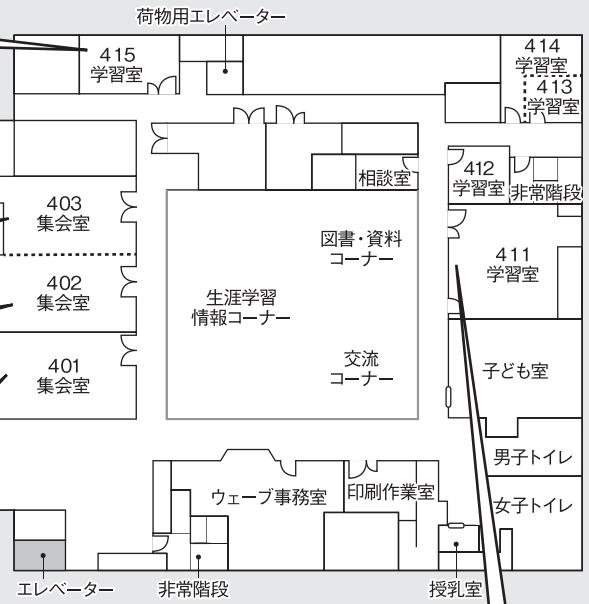 荷物用エレベーター
415
学習室
414
学習室
413
学習室
相談室
412
学習室
非常階段
403
集会室
図書・資料
コーナー
411
学習室
402
集会室
生涯学習
情報コーナー
401
集会室
交流
コーナー
子ども室
男子トイレ
ウェーブ事務室
印刷作業室
女子トイレ
エレベーター
非常階段
授乳室